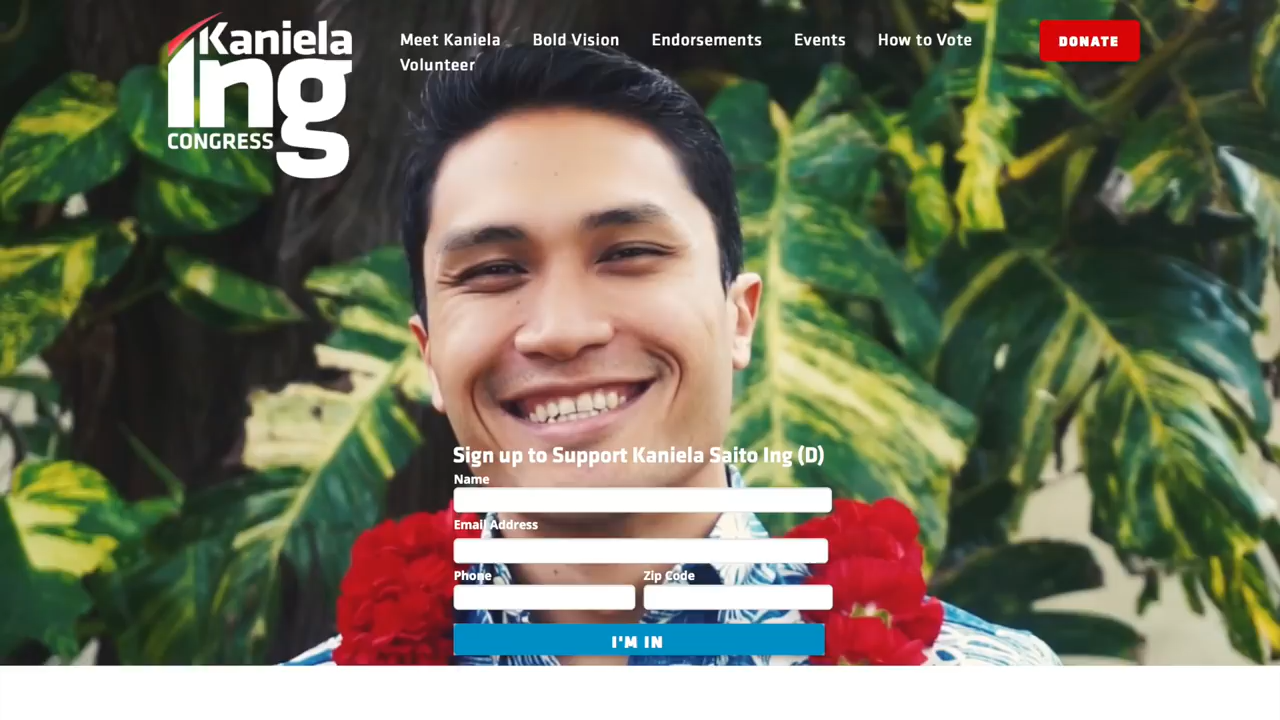 Kaniela
Ing
CONGRESS
Meet Kaniela
Bold Vision
Endorsements
Events
How to Vote
Volunteer
DONATE
Sign up to Support Kaniela Saito Ing (D)
Name
Email Address
Phone
Zip Code
I'M IN